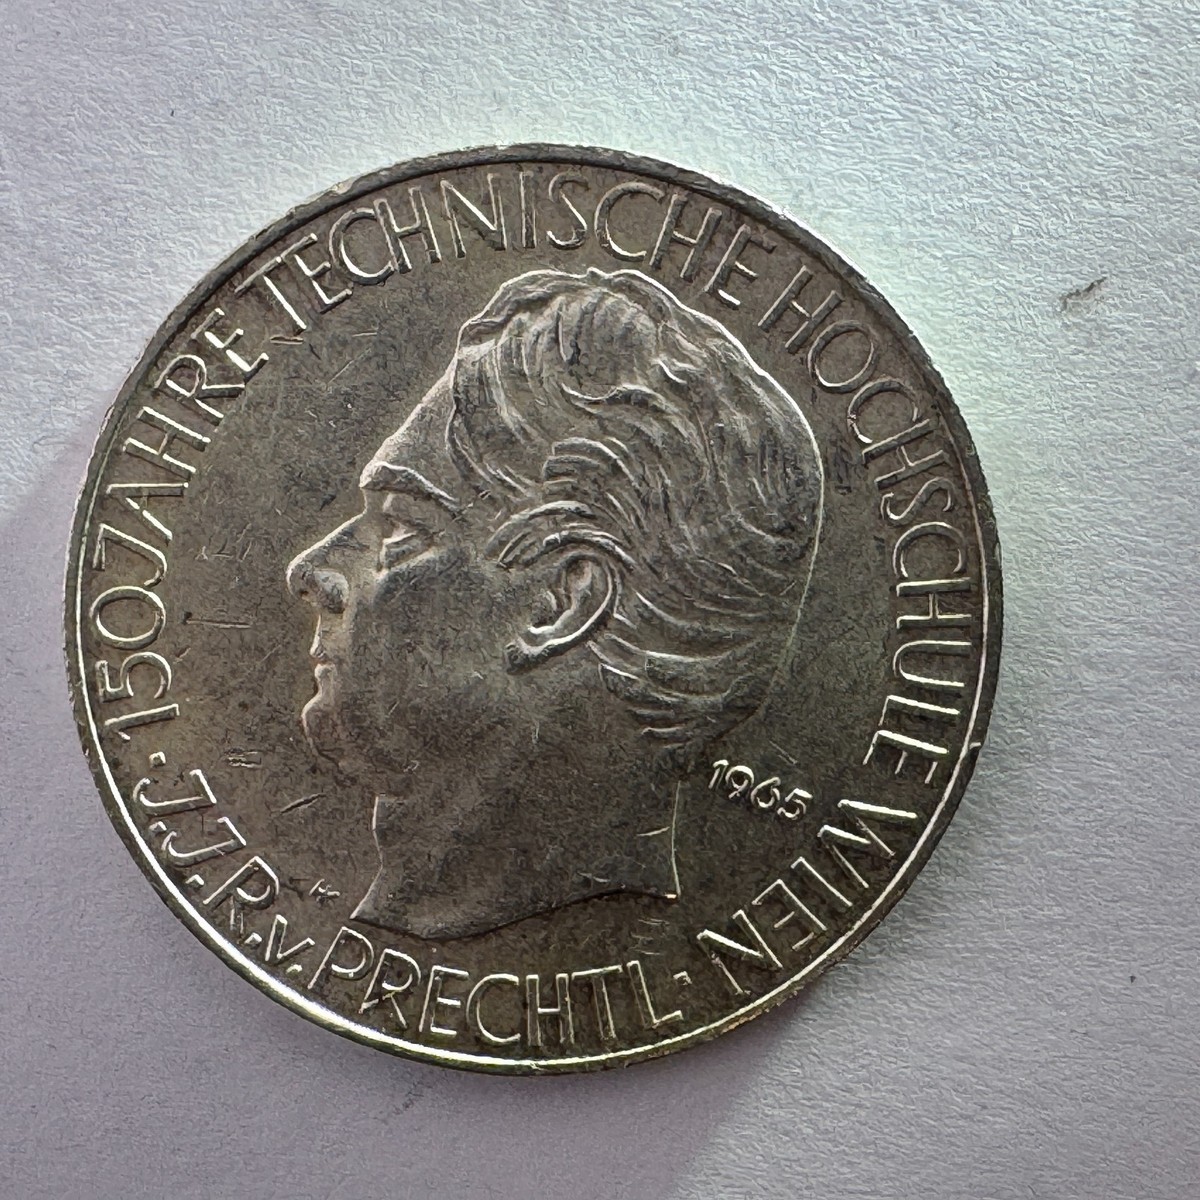 150 JAHRE TECHNISCHE HOCHSCHULE WIEN
· J.J.R.v. PRECHTL ·
1965